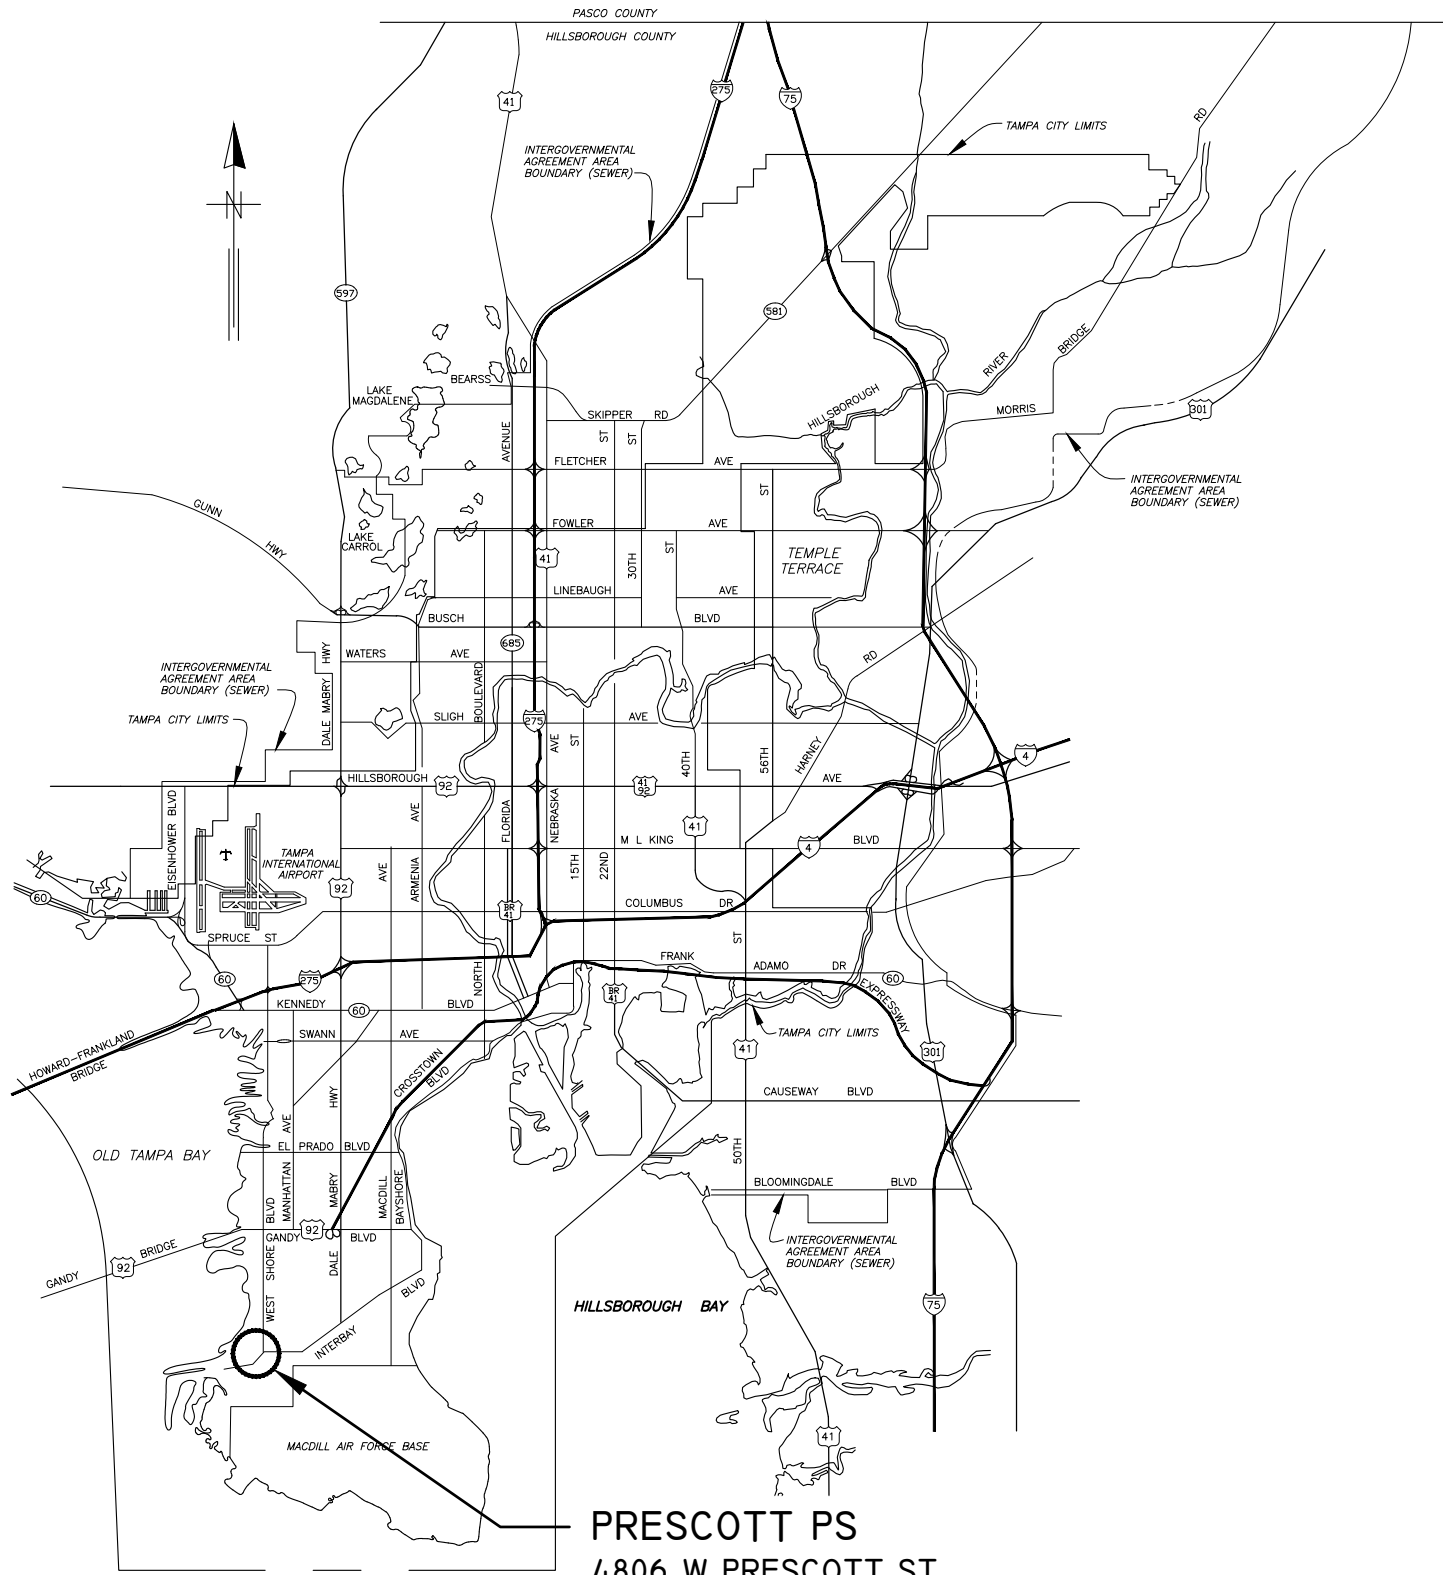 PASCO COUNTY
HILLSBOROUGH COUNTY
41
275
75
TAMPA CITY LIMITS
RD
INTERGOVERNMENTAL
AGREEMENT AREA
BOUNDARY (SEWER)
N
597
581
BRIDGE
RIVER
BEARSS
LAKE
MAGDALENE
HILLSBOROUGH
MORRIS
301
SKIPPER RD
AVENUE
ST
ST
FLETCHER AVE
INTERGOVERNMENTAL
AGREEMENT AREA
BOUNDARY (SEWER)
ST
GUNN
HWY
FOWLER AVE
LAKE
CARROL
ST
41
30TH
TEMPLE
TERRACE
LINEBAUGH AVE
BUSCH BLVD
685
HWY
WATERS AVE
RD
INTERGOVERNMENTAL
AGREEMENT AREA
BOUNDARY (SEWER)
BOULEVARD
DALE MABRY
TAMPA CITY LIMITS
SLIGH AVE
275
AVE
ST
40TH
56TH
HARNEY
4
HILLSBOROUGH
92
41
92
AVE
EISENHOWER BLVD
AVE
FLORIDA
NEBRASKA
41
M L KING BLVD
4
TAMPA
INTERNATIONAL
AIRPORT
AVE
ARMENIA
15TH
22ND
60
92
BR
41
COLUMBUS DR
SPRUCE ST
ST
FRANK
ADAMO DR
60
275
60
NORTH
BR
41
EXPRESSWAY
KENNEDY
60
BLVD
SWANN AVE
TAMPA CITY LIMITS
HOWARD-FRANKLAND
BRIDGE
CROSSTOWN
BLVD
41
301
HWY
CAUSEWAY BLVD
AVE
OLD TAMPA BAY
EL PRADO BLVD
50TH
MANHATTAN
MABRY
MACDILL
BAYSHORE
BLOOMINGDALE BLVD
BLVD
92
GANDY BLVD
BRIDGE
92
GANDY
SHORE
DALE
INTERGOVERNMENTAL
AGREEMENT AREA
BOUNDARY (SEWER)
BLVD
WEST
HILLSBOROUGH BAY
75
INTERBAY
41
MACDILL AIR FORCE BASE
PRESCOTT PS
4806 W PRESCOTT ST